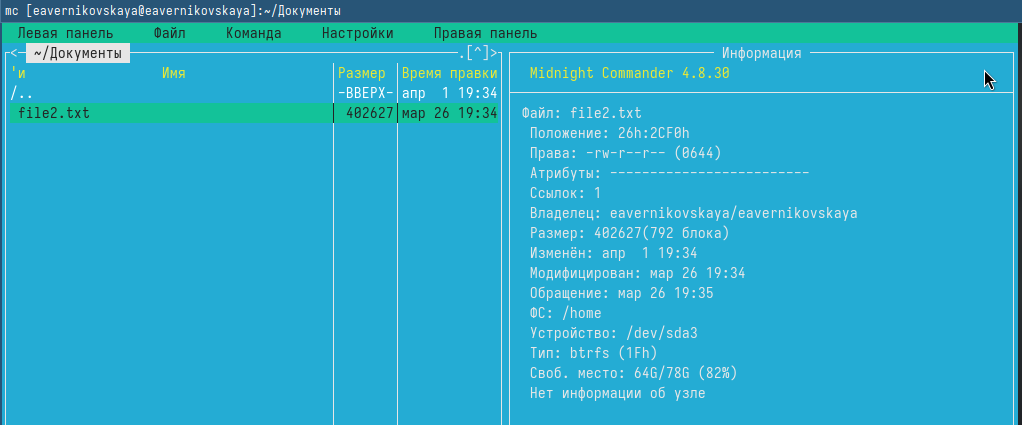 mc [eavernikovskaya@eavernikovskaya]:~/Документы
Левая панель Файл Команда Настройки Правая панель
<- ~/Документы .[^]>
'и Имя Размер Время правки
/.. -ВВЕРХ- апр 1 19:34
file2.txt 402627 мар 26 19:34
Информация
Midnight Commander 4.8.30
Файл: file2.txt
Положение: 26h:2CF0h
Права: -rw-r--r-- (0644)
Атрибуты: -------------------------
Ссылок: 1
Владелец: eavernikovskaya/eavernikovskaya
Размер: 402627(792 блока)
Изменён: апр 1 19:34
Модифицирован: мар 26 19:34
Обращение: мар 26 19:35
ФС: /home
Устройство: /dev/sda3
Тип: btrfs (1Fh)
Своб. место: 64G/78G (82%)
Нет информации об узле